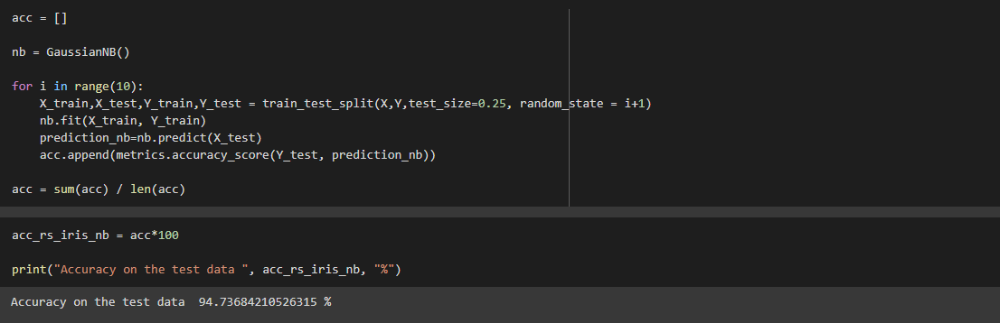 acc = []
nb = GaussianNB()
for i in range(10):
    X_train,X_test,Y_train,Y_test = train_test_split(X,Y,test_size=0.25, random_state = i+1)
    nb.fit(X_train, Y_train)
    prediction_nb=nb.predict(X_test)
    acc.append(metrics.accuracy_score(Y_test, prediction_nb))
acc = sum(acc) / len(acc)
acc_rs_iris_nb = acc*100
print("Accuracy on the test data ", acc_rs_iris_nb, "%")
Accuracy on the test data  94.73684210526315 %